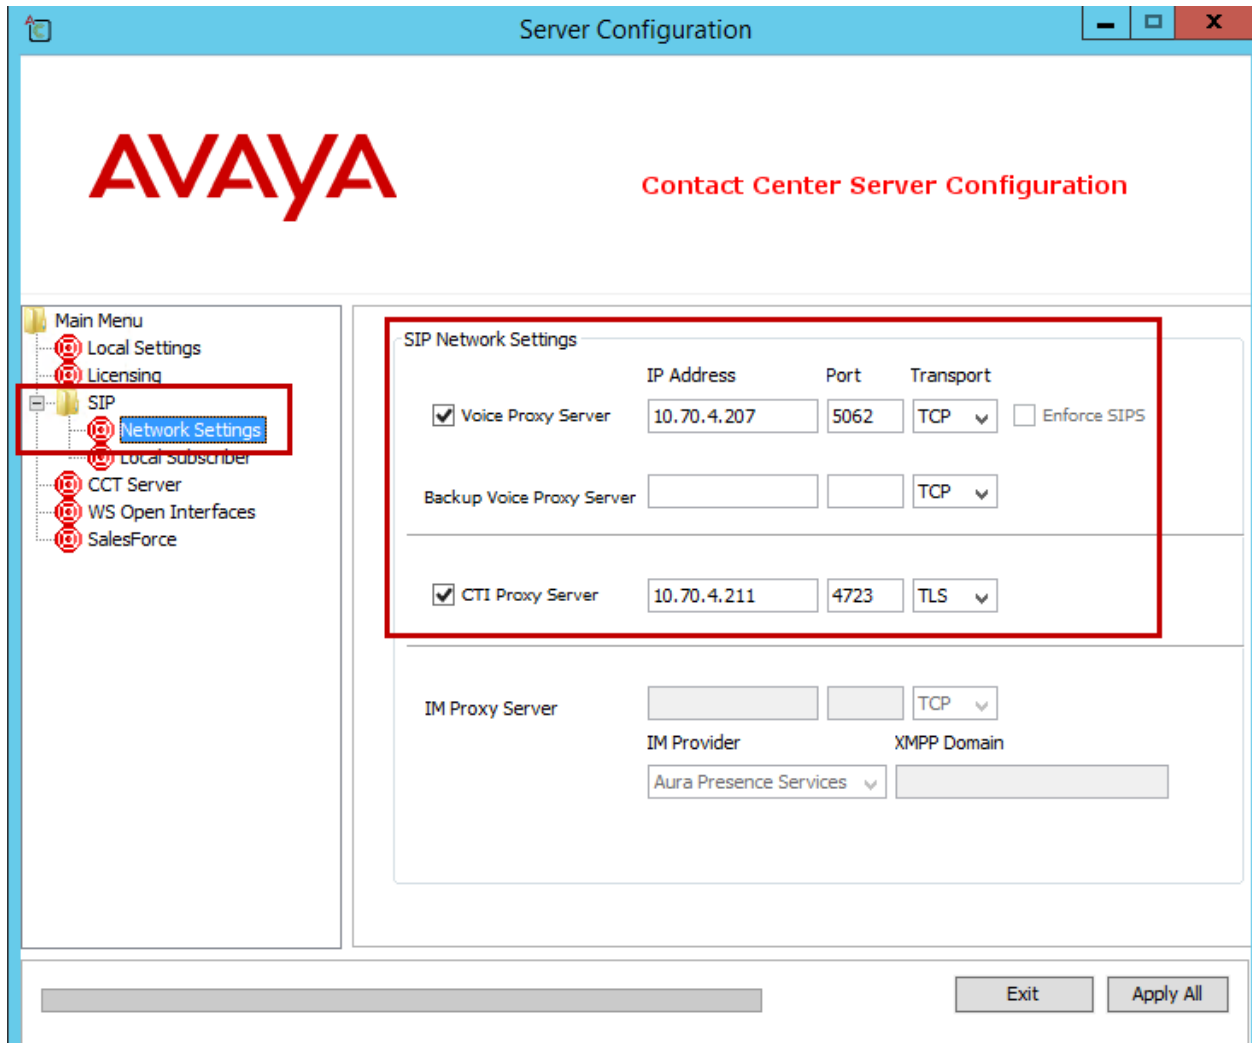 Server Configuration
AVAYA
Contact Center Server Configuration
Main Menu
Local Settings
Licensing
SIP
Network Settings
Local Subscriber
CCT Server
WS Open Interfaces
SalesForce
SIP Network Settings
IP Address Port Transport
Voice Proxy Server 10.70.4.207 5062 TCP Enforce SIPS
Backup Voice Proxy Server TCP
CTI Proxy Server 10.70.4.211 4723 TLS
IM Proxy Server TCP
IM Provider XMPP Domain
Aura Presence Services
Exit Apply All